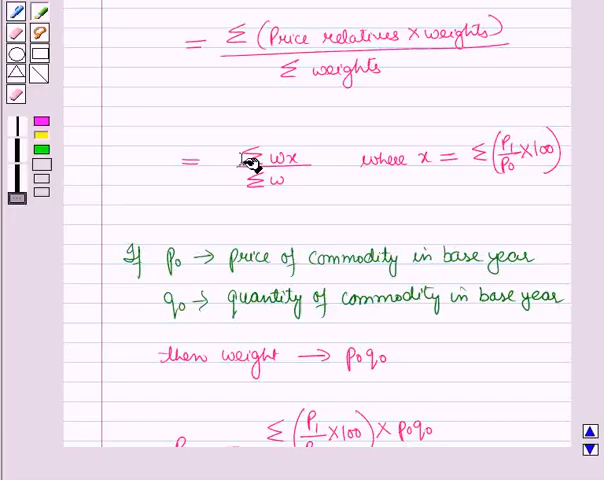 = Σ (Price relatives × weights) / Σ weights
= Σ wx / Σ w where x = Σ (P1/P0 × 100)
If p0 → price of commodity in base year
q0 → quantity of commodity in base year
then weight → p0q0
Σ (P1/P0 × 100) × p0q0